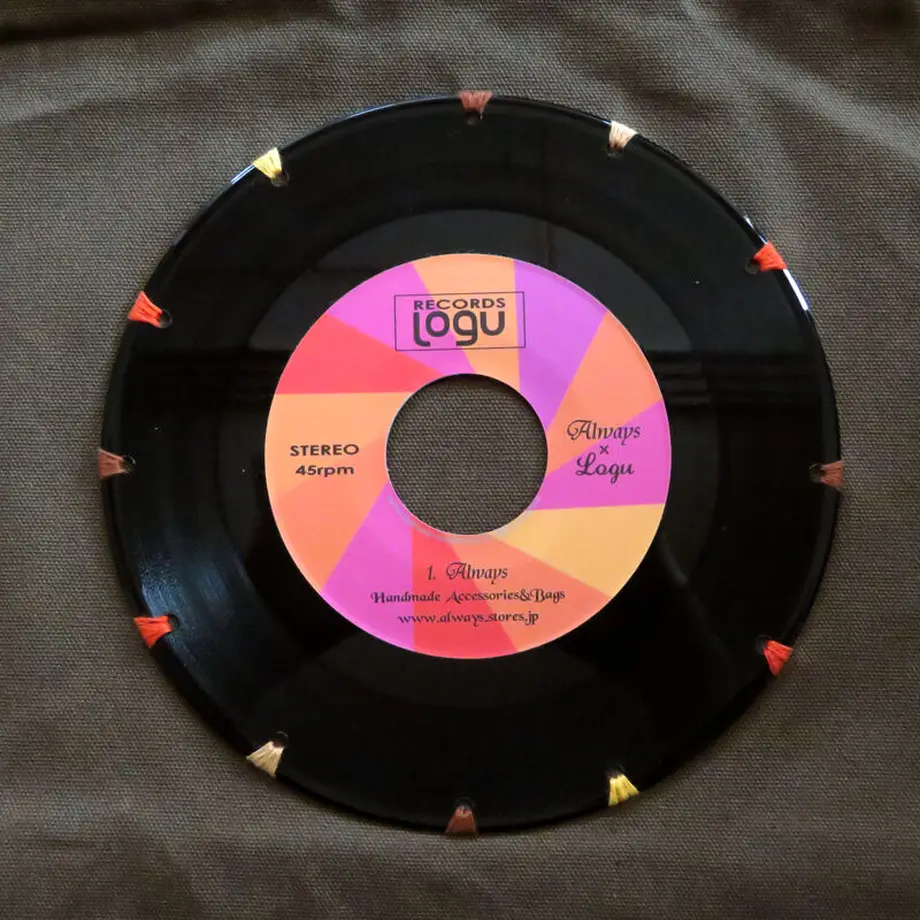 RECORDS
logu
STEREO
45rpm
Always
×
Logu
1. Always
Handmade Accessories&Bags
www.always.stores.jp